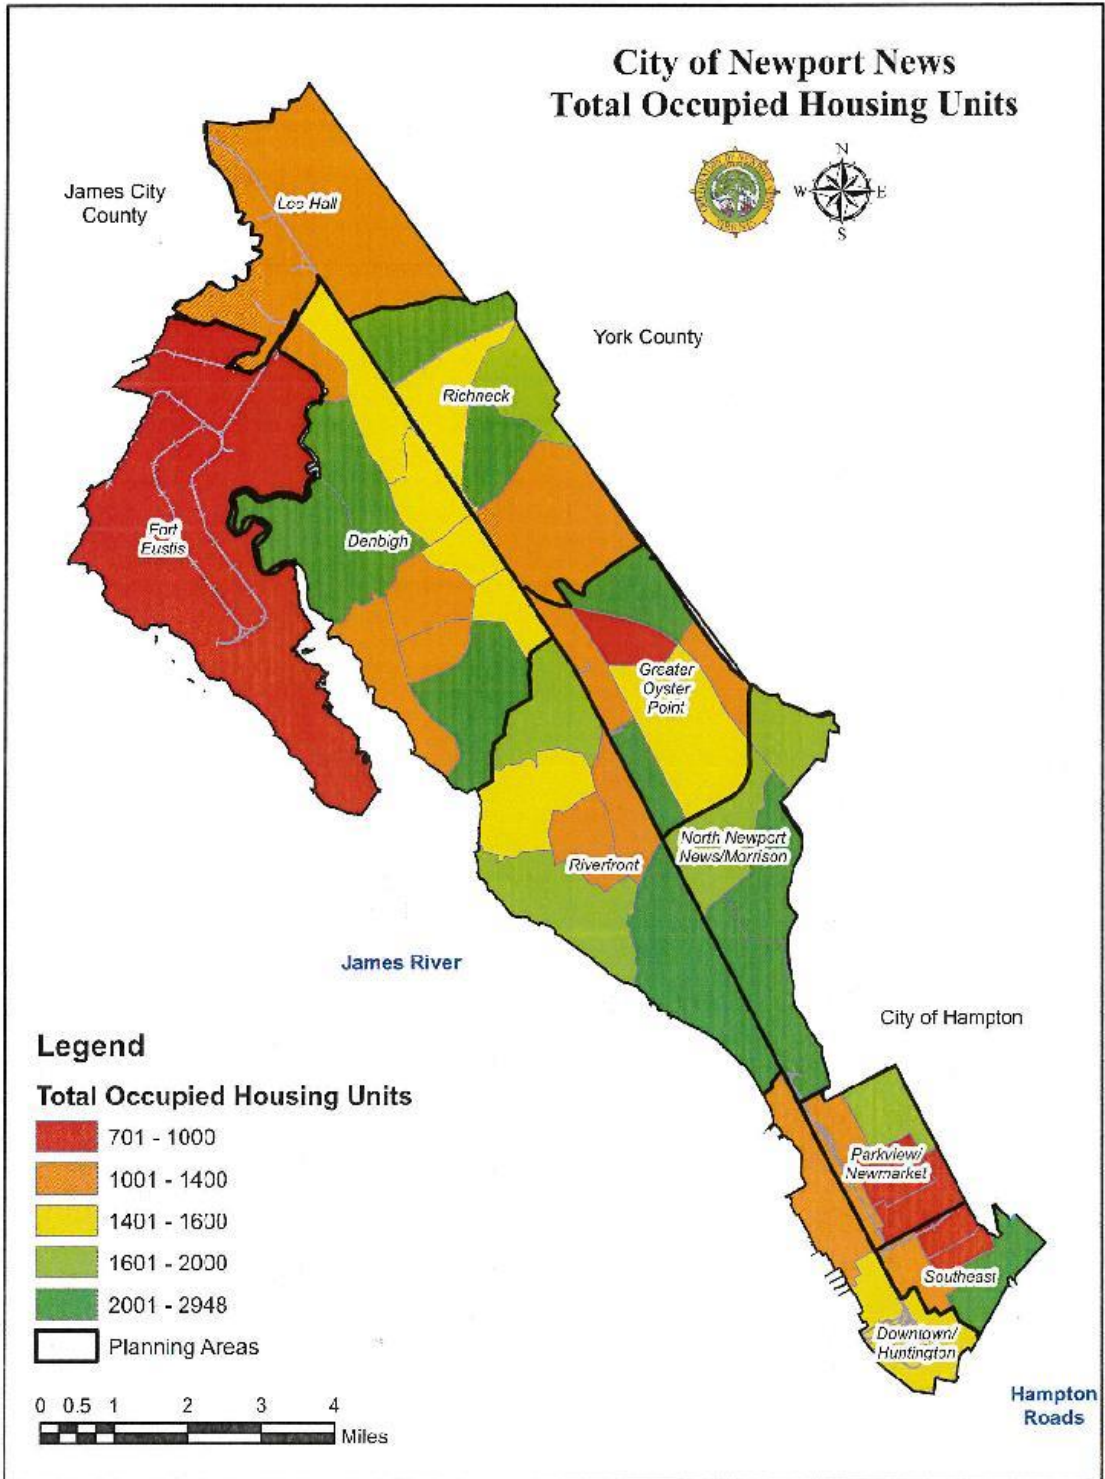 City of Newport News
Total Occupied Housing Units
N
W
E
S
James City
County
Lee Hall
York County
Richneck
Fort
Eustis
Denbigh
Greater
Oyster
Point
North Newport
News/Morrison
Riverfront
James River
City of Hampton
Parkview/
Newmarket
Southeast
Downtown/
Huntington
Hampton
Roads
Legend
Total Occupied Housing Units
701 - 1000
1001 - 1400
1401 - 1600
1601 - 2000
2001 - 2948
Planning Areas
0 0.5 1 2 3 4
Miles